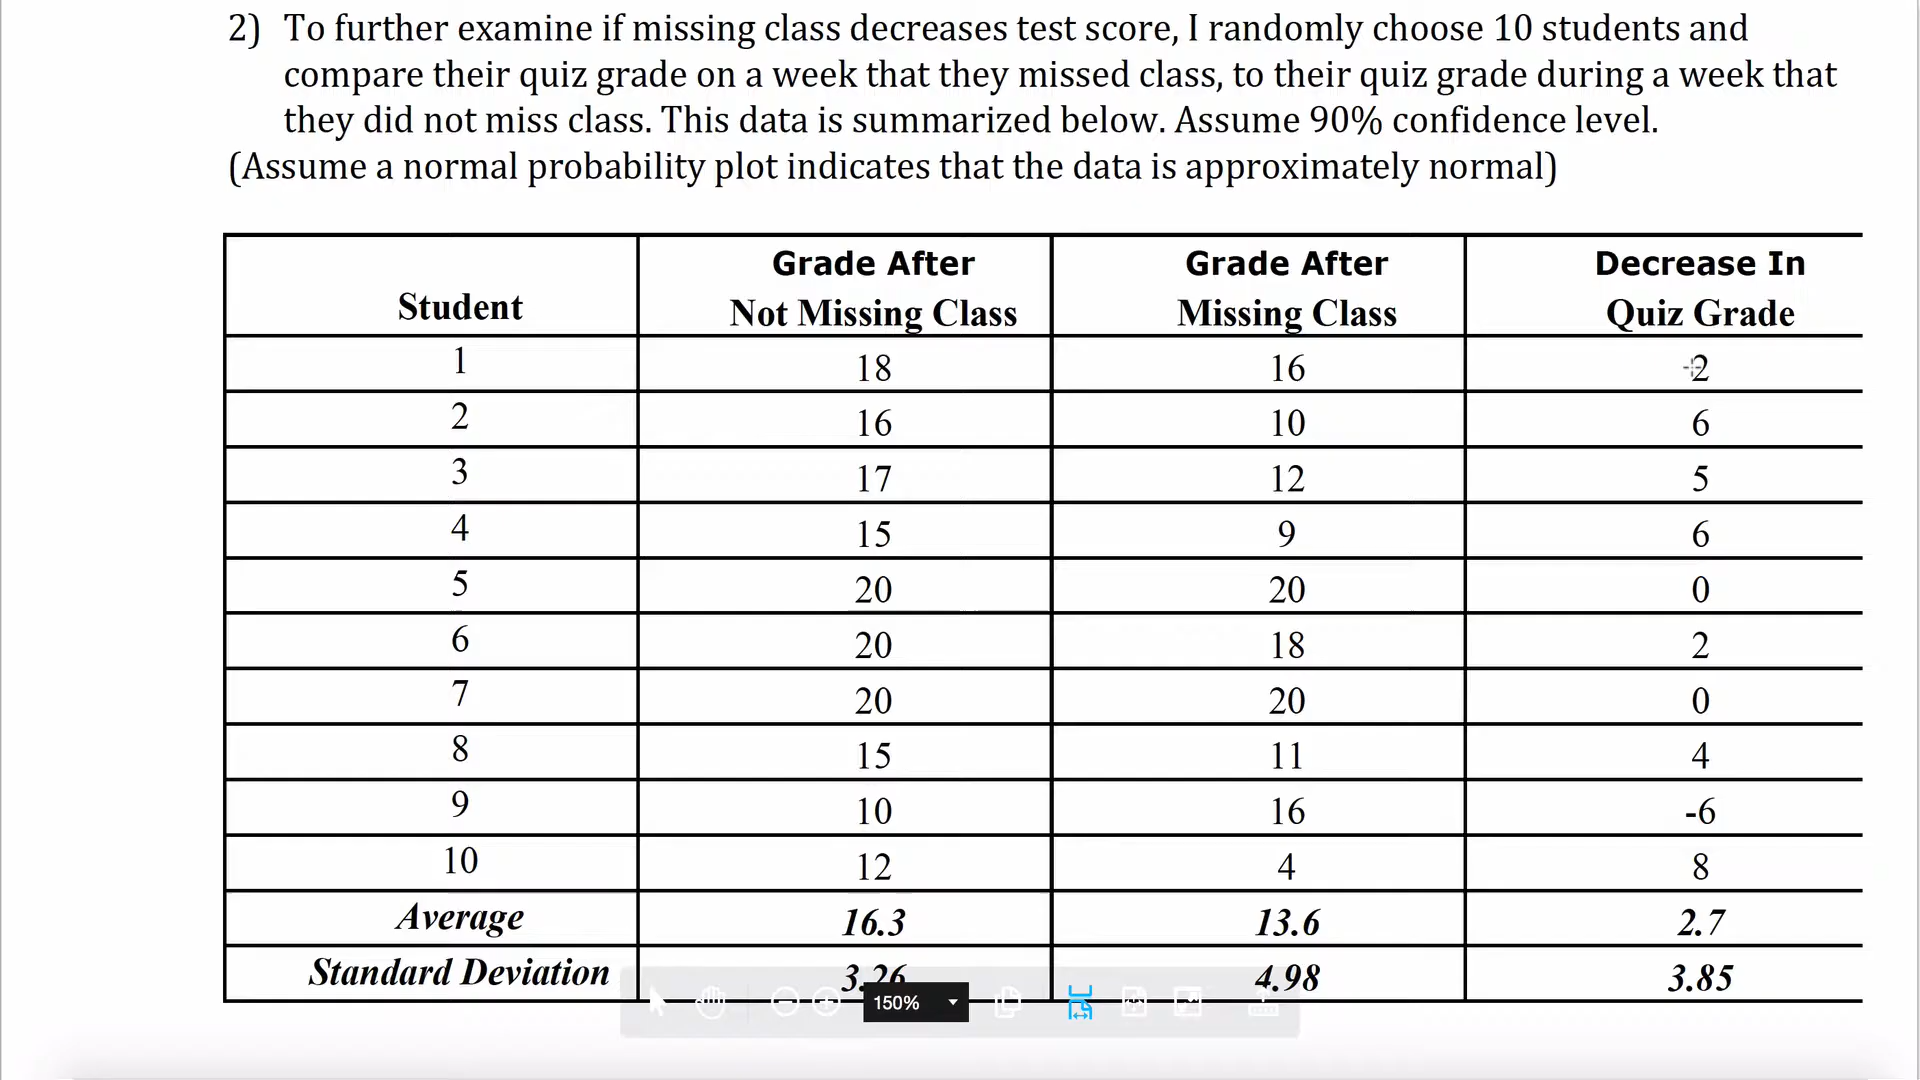 2) To further examine if missing class decreases test score, I randomly choose 10 students and
compare their quiz grade on a week that they missed class, to their quiz grade during a week that
they did not miss class. This data is summarized below. Assume 90% confidence level.
(Assume a normal probability plot indicates that the data is approximately normal)
Student Grade After Not Missing Class Grade After Missing Class Decrease In Quiz Grade
1 18 16 2
2 16 10 6
3 17 12 5
4 15 9 6
5 20 20 0
6 20 18 2
7 20 20 0
8 15 11 4
9 10 16 -6
10 12 4 8
Average 16.3 13.6 2.7
Standard Deviation 3.26 4.98 3.85
150%